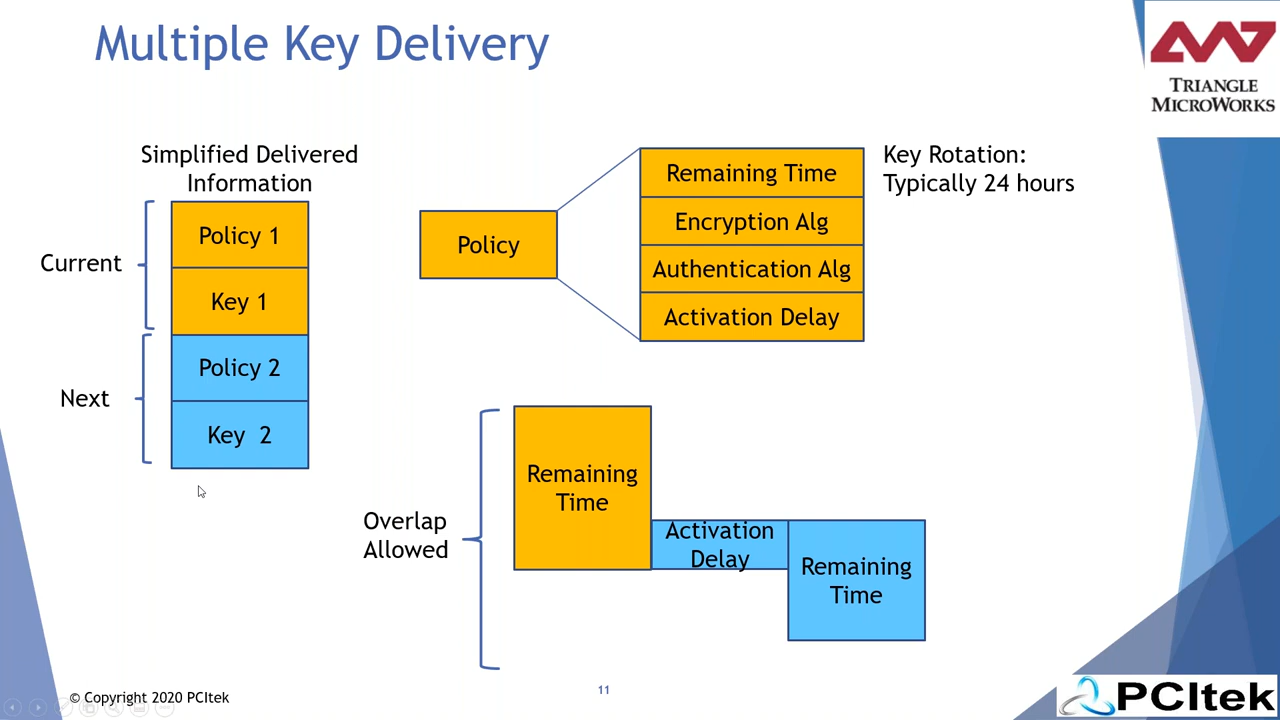 Multiple Key Delivery
TRIANGLE
MICROWORKS
Simplified Delivered
Information
Current
Policy 1
Key 1
Next
Policy 2
Key 2
Policy
Remaining Time
Encryption Alg
Authentication Alg
Activation Delay
Key Rotation:
Typically 24 hours
Overlap
Allowed
Remaining
Time
Activation
Delay
Remaining
Time
© Copyright 2020 PCItek
11
PCItek